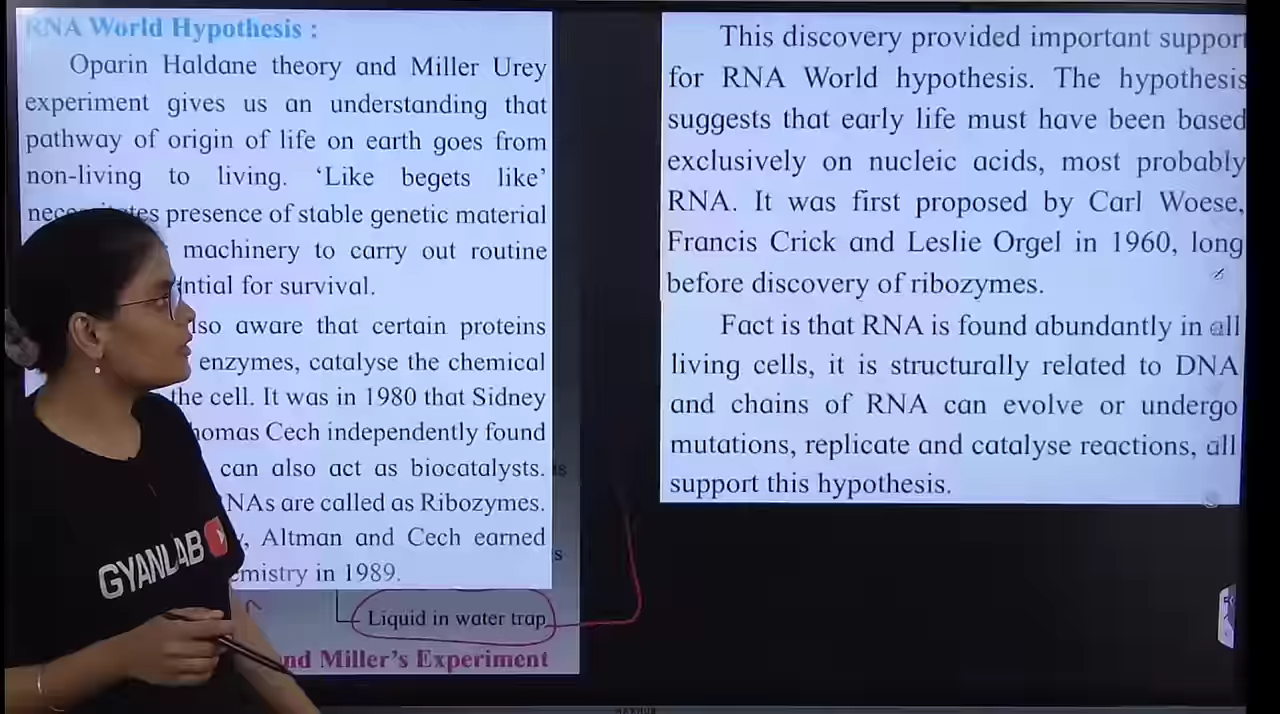 RNA World Hypothesis :
Oparin Haldane theory and Miller Urey
experiment gives us an understanding that
pathway of origin of life on earth goes from
non-living to living. ‘Like begets like’
necessitates presence of stable genetic material
machinery to carry out routine
ntial for survival.
lso aware that certain proteins
enzymes, catalyse the chemical
the cell. It was in 1980 that Sidney
homas Cech independently found
can also act as biocatalysts.
NAs are called as Ribozymes.
, Altman and Cech earned
emistry in 1989.
Liquid in water trap
nd Miller’s Experiment
This discovery provided important support
for RNA World hypothesis. The hypothesis
suggests that early life must have been based
exclusively on nucleic acids, most probably
RNA. It was first proposed by Carl Woese,
Francis Crick and Leslie Orgel in 1960, long
before discovery of ribozymes.
Fact is that RNA is found abundantly in all
living cells, it is structurally related to DNA
and chains of RNA can evolve or undergo
mutations, replicate and catalyse reactions, all
support this hypothesis.
GYANLAB